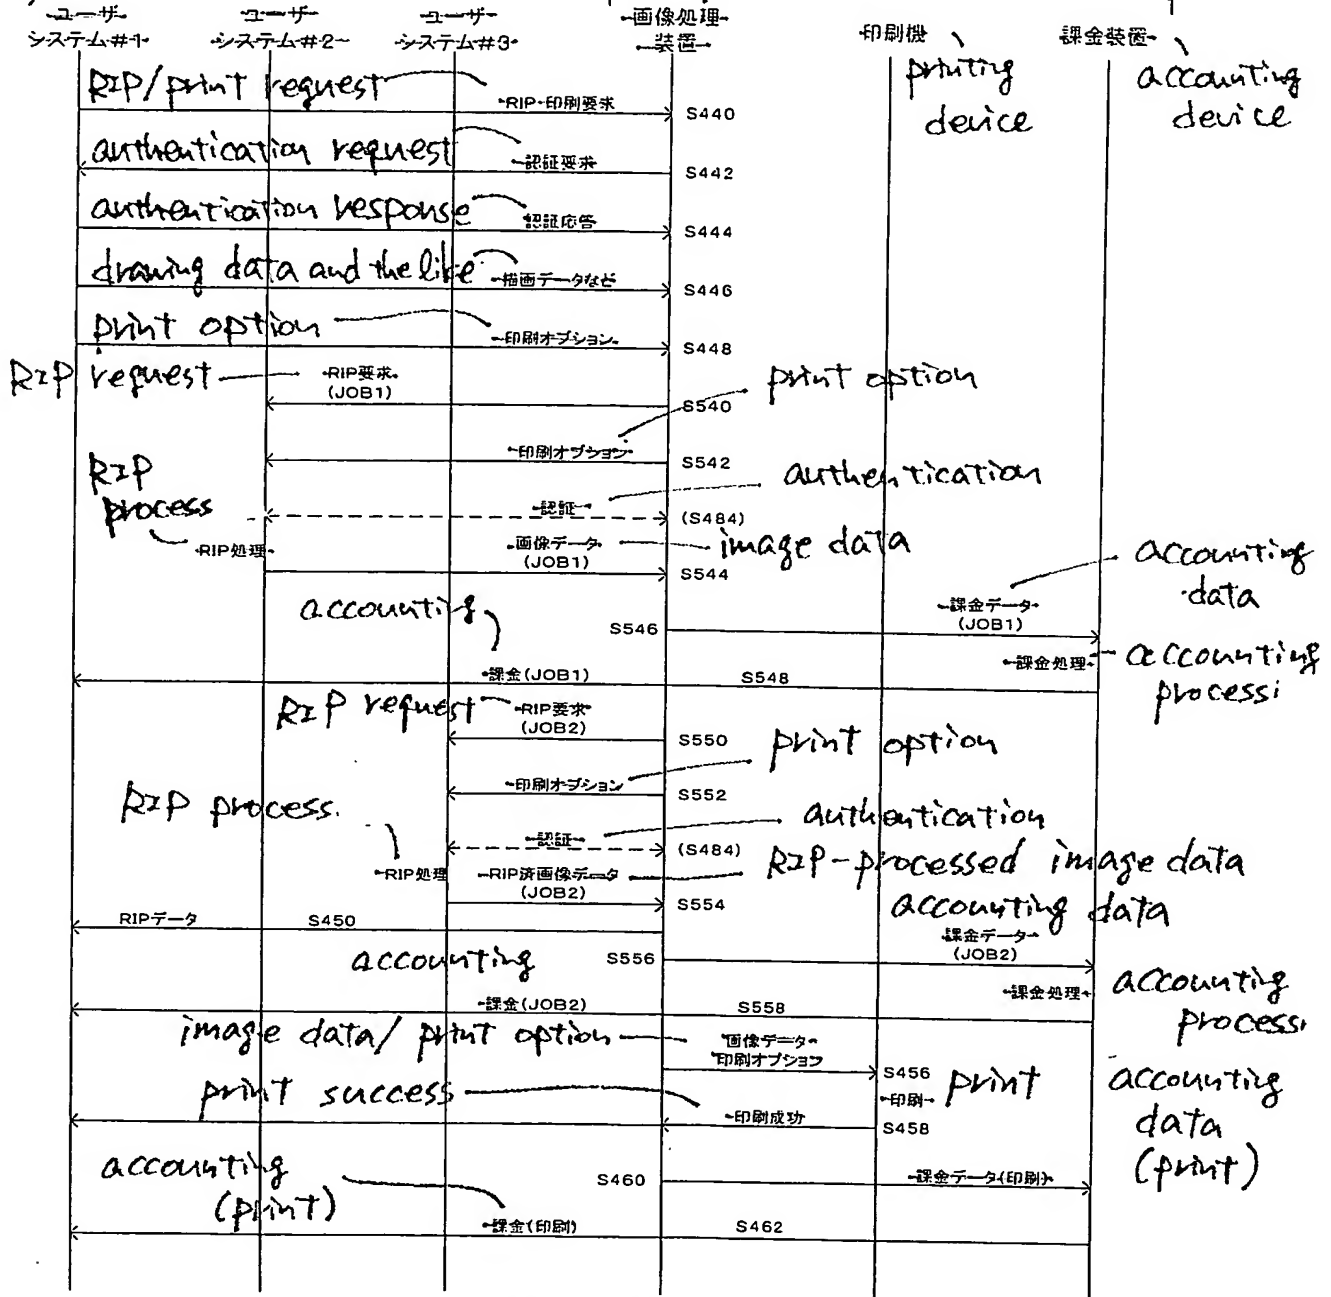 ユーザー ユーザー ユーザー 画像処理
システム#1 システム#2 システム#3 装置 印刷機 課金装置
printing accounting
device device
RIP/print request RIP・印刷要求 S440
authentication request 認証要求 S442
authentication response 認証応答 S444
drawing data and the like 描画データなど S446
print option 印刷オプション S448
RIP request RIP要求 print option
(JOB1) S540
印刷オプション S542
RIP authentication
process 認証 (S484)
RIP処理 画像データ image data accounting
(JOB1) S544 data
accounting 課金データ
S546 (JOB1)
課金処理 accounting
課金(JOB1) S548 processi
RIP request RIP要求
(JOB2) S550 print option
RIP process. 印刷オプション S552
authentication
認証 (S484)
RIP処理 RIP済画像データ RIP-processed image data
(JOB2) S554 accounting data
RIPデータ S450 課金データ
accounting S556 (JOB2)
課金処理 accounting
課金(JOB2) S558 processi
image data/print option 画像データ
印刷オプション S456
print success 印刷 print accounting
印刷成功 S458 data
accounting (print)
(print) S460 課金データ(印刷)
課金(印刷) S462